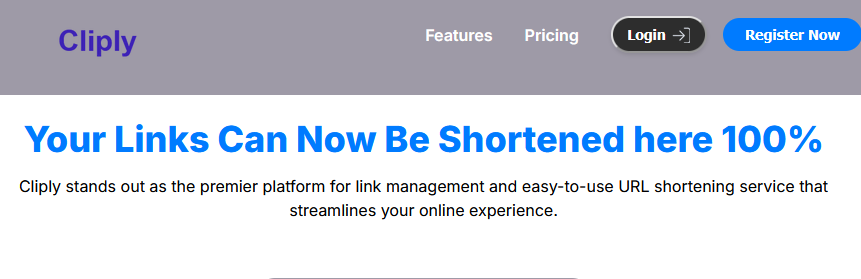 Cliply
Features Pricing Login Register Now
Your Links Can Now Be Shortened here 100%
Cliply stands out as the premier platform for link management and easy-to-use URL shortening service that
streamlines your online experience.